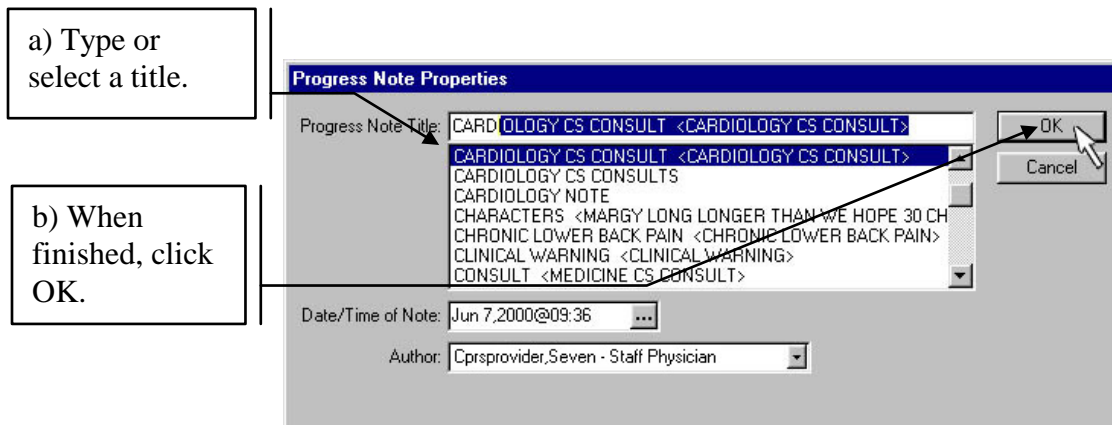 a) Type or
select a title.
Progress Note Properties
Progress Note Title: CARDIOLOGY CS CONSULT <CARDIOLOGY CS CONSULT>
OK
CARDIOLOGY CS CONSULT <CARDIOLOGY CS CONSULT>
Cancel
CARDIOLOGY CS CONSULTS
CARDIOLOGY NOTE
CHARACTERS <MARGY LONG LONGER THAN WE HOPE 30 CH
CHRONIC LOWER BACK PAIN <CHRONIC LOWER BACK PAIN>
CLINICAL WARNING <CLINICAL WARNING>
CONSULT <MEDICINE CS CONSULT>
b) When
finished, click
OK.
Date/Time of Note: Jun 7,2000@09:36 ...
Author: Cprsprovider,Seven - Staff Physician